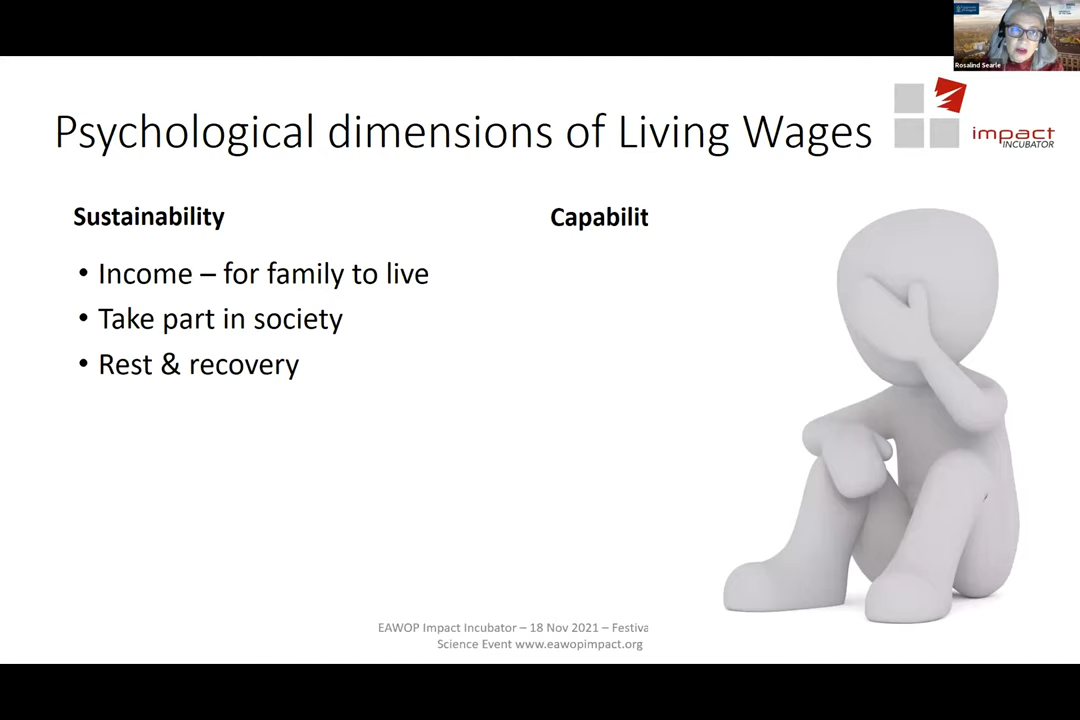 Rosalind Searle
Psychological dimensions of Living Wages
impact
INCUBATOR
Sustainability
Capabilit
• Income – for family to live
• Take part in society
• Rest & recovery
EAWOP Impact Incubator – 18 Nov 2021 – Festiva
Science Event www.eawopimpact.org